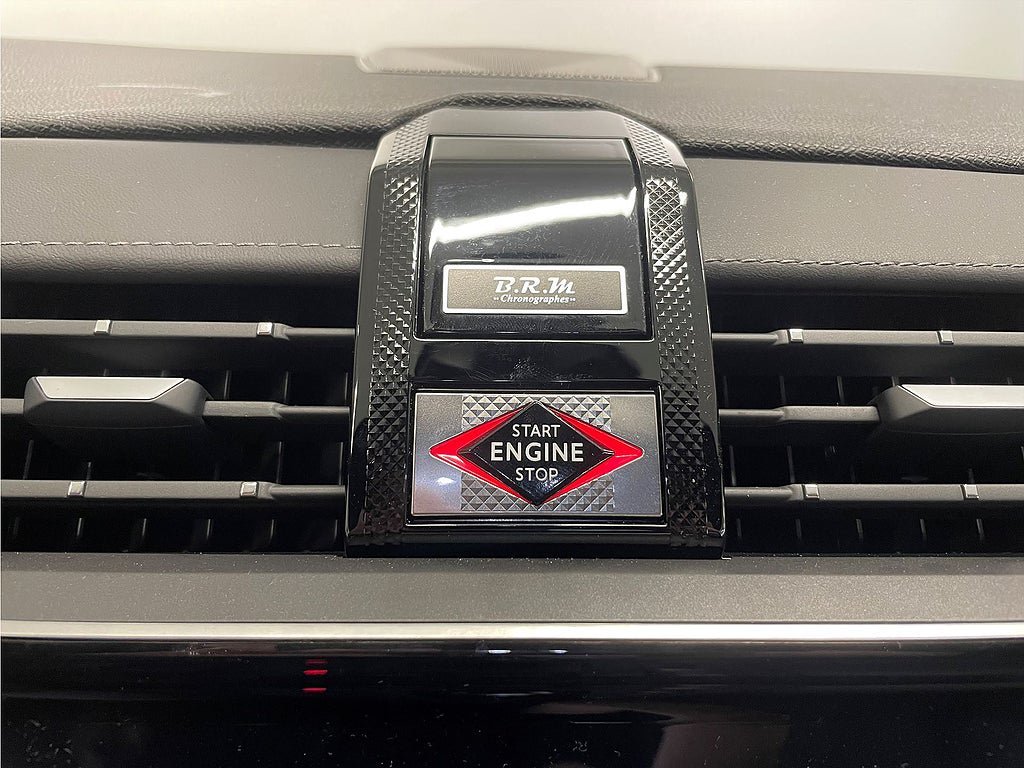 B.R.M
-- Chronographes --
START
ENGINE
STOP